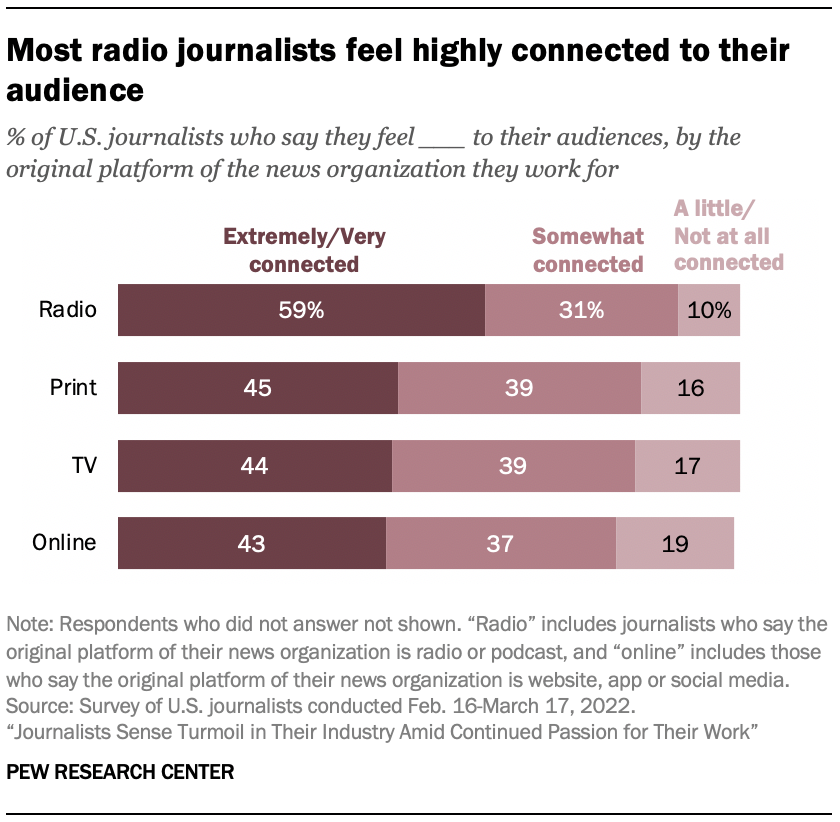 Most radio journalists feel highly connected to their
audience
% of U.S. journalists who say they feel ___ to their audiences, by the
original platform of the news organization they work for
Extremely/Very
connected
Somewhat
connected
A little/
Not at all
connected
Radio 59% 31% 10%
Print 45 39 16
TV 44 39 17
Online 43 37 19
Note: Respondents who did not answer not shown. “Radio” includes journalists who say the
original platform of their news organization is radio or podcast, and “online” includes those
who say the original platform of their news organization is website, app or social media.
Source: Survey of U.S. journalists conducted Feb. 16-March 17, 2022.
“Journalists Sense Turmoil in Their Industry Amid Continued Passion for Their Work”
PEW RESEARCH CENTER